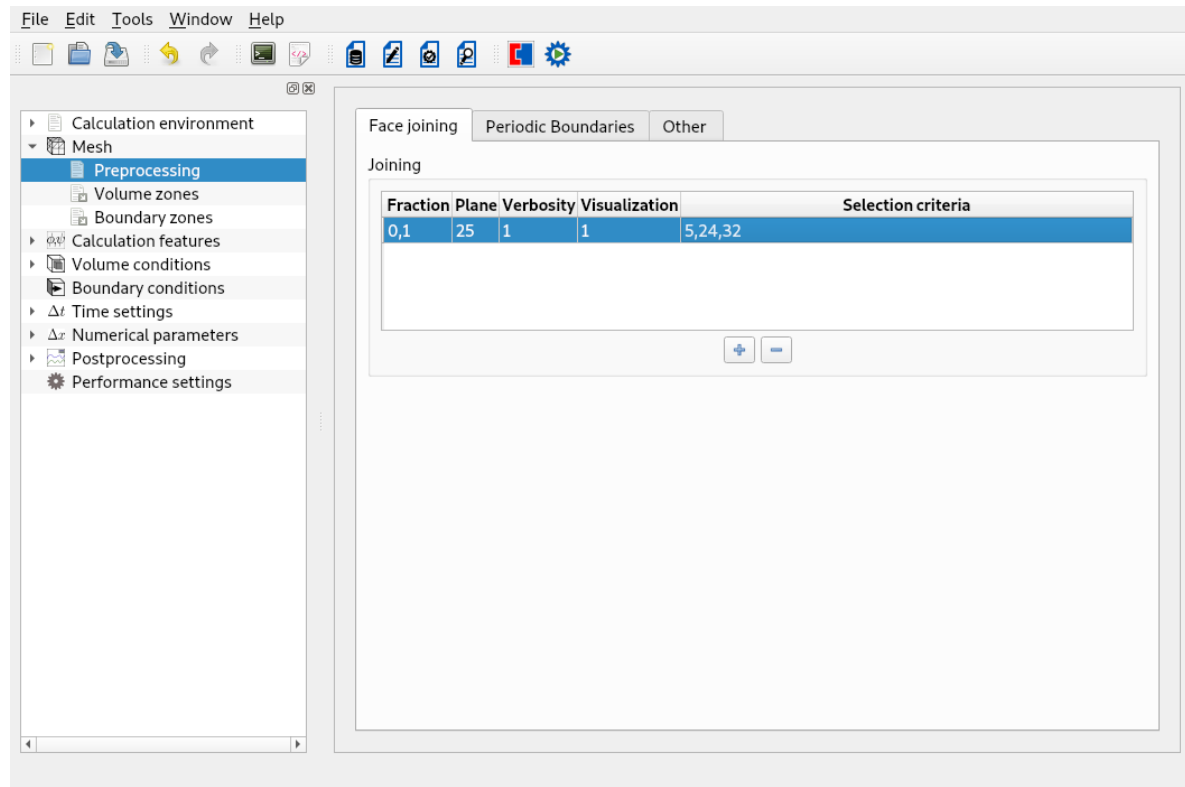 File Edit Tools Window Help
Calculation environment
Mesh
Preprocessing
Volume zones
Boundary zones
Calculation features
Volume conditions
Boundary conditions
Δt Time settings
Δx Numerical parameters
Postprocessing
Performance settings
Face joining Periodic Boundaries Other
Joining
Fraction Plane Verbosity Visualization Selection criteria
0,1 25 1 1 5,24,32